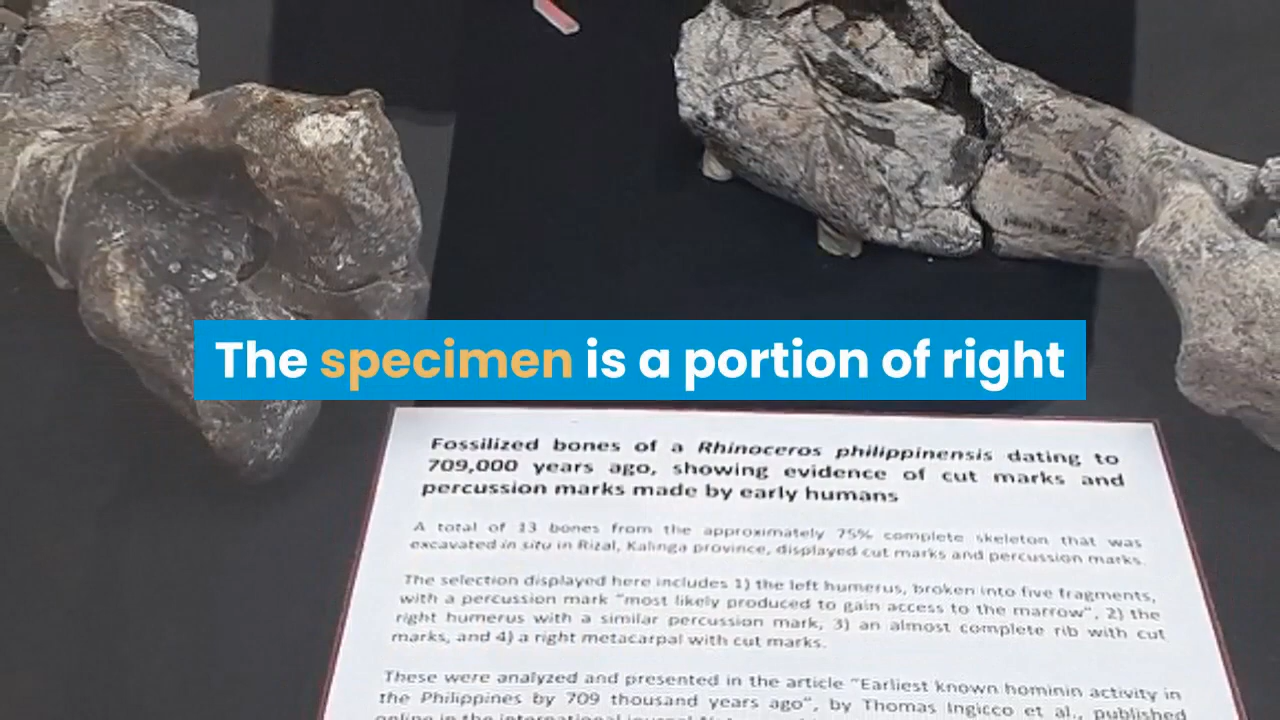 The specimen is a portion of right
Fossilized bones of a Rhinoceros philippinensis dating to
709,000 years ago, showing evidence of cut marks and
percussion marks made by early humans
A total of 13 bones from the approximately 75% complete skeleton that was
excavated in situ in Rizal, Kalinga province, displayed cut marks and percussion marks.
The selection displayed here includes 1) the left humerus, broken into five fragments,
with a percussion mark "most likely produced to gain access to the marrow", 2) the
right humerus with a similar percussion mark, 3) an almost complete rib with cut
marks, and 4) a right metacarpal with cut marks.
These were analyzed and presented in the article "Earliest known hominin activity in
the Philippines by 709 thousand years ago", by Thomas Ingicco et al., published
online in the international journal